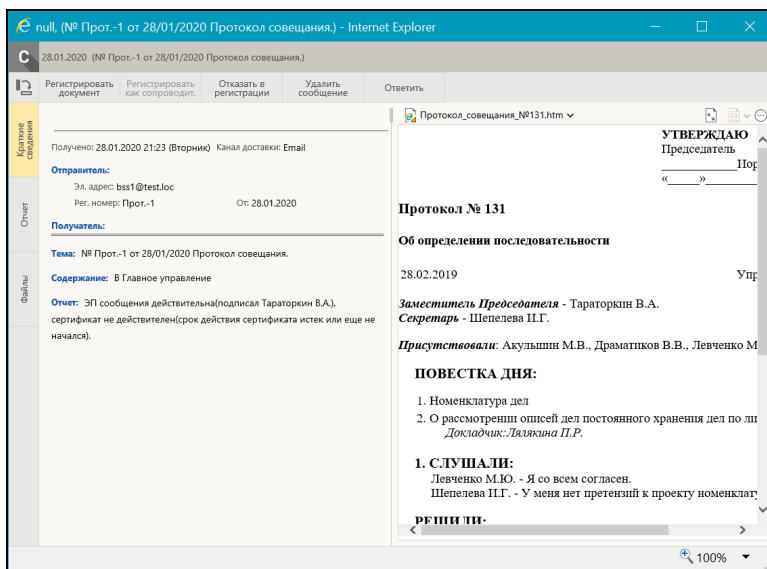 null, (№ Прот.-1 от 28/01/2020 Протокол совещания.) - Internet Explorer
С 28.01.2020 (№ Прот.-1 от 28/01/2020 Протокол совещания.)
Регистрировать документ
Регистрировать как сопроводит.
Отказать в регистрации
Удалить сообщение
Ответить
Краткие сведения
Отчет
Файлы
Получено: 28.01.2020 21:23 (Вторник) Канал доставки: Email
Отправитель:
Эл. адрес: bss1@test.loc
Рег. номер: Прот.-1 От: 28.01.2020
Получатель:
Тема: № Прот.-1 от 28/01/2020 Протокол совещания.
Содержание: В Главное управление
Отчет: ЭП сообщения действительна(подписал Тараторкин В.А.),
сертификат не действителен(срок действия сертификата истек или еще не
начался).
Протокол_совещания_№131.htm
УТВЕРЖДАЮ
Председатель
____________Нор
«_____»_______
Протокол № 131
Об определении последовательности
28.02.2019 Упр
Заместитель Председателя - Тараторкин В.А.
Секретарь - Шепелева И.Г.
Присутствовали: Акульшин М.В., Драматиков В.В., Левченко М
ПОВЕСТКА ДНЯ:
1. Номенклатура дел
2. О рассмотрении описей дел постоянного хранения дел по ли
Докладчик:Лялякина П.Р.
1. СЛУШАЛИ:
Левченко М.Ю. - Я со всем согласен.
Шепелева И.Г. - У меня нет претензий к проекту номенклату
РЕШИЛИ:
100%